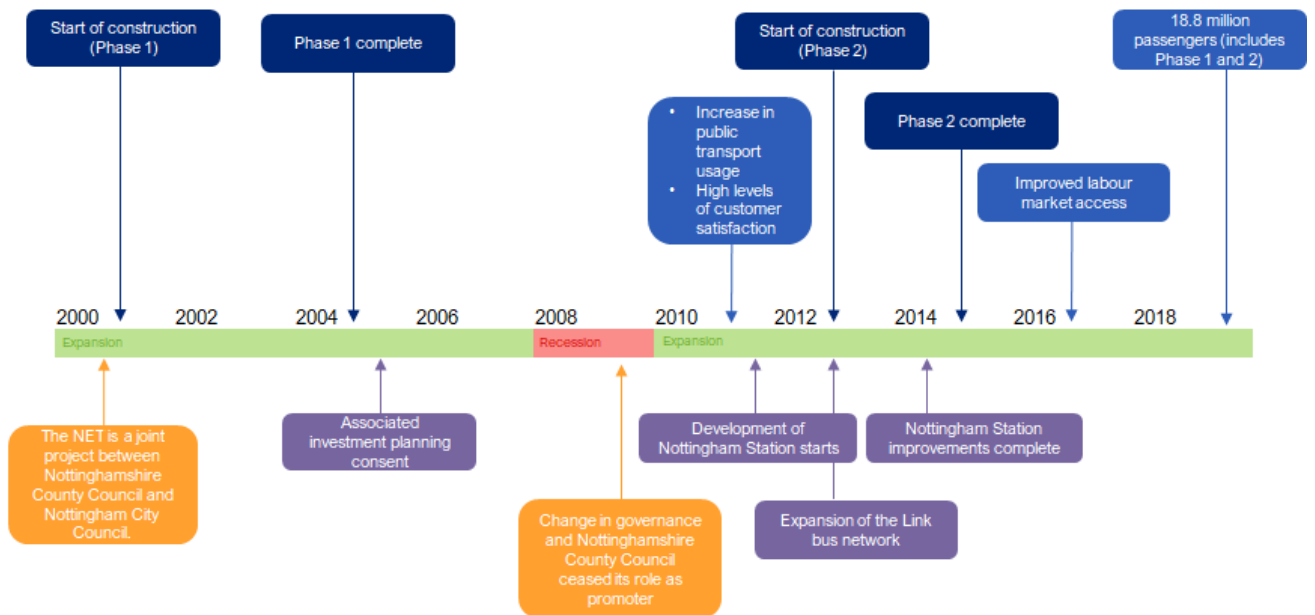 Start of construction
(Phase 1)
Phase 1 complete
Start of construction
(Phase 2)
18.8 million
passengers (includes
Phase 1 and 2)
• Increase in
public
transport
usage
• High levels
of customer
satisfaction
Phase 2 complete
Improved labour
market access
2000 2002 2004 2006 2008 2010 2012 2014 2016 2018
Expansion Recession Expansion
The NET is a joint
project between
Nottinghamshire
County Council and
Nottingham City
Council.
Associated
investment planning
consent
Change in governance
and Nottinghamshire
County Council
ceased its role as
promoter
Development of
Nottingham Station starts
Nottingham Station
improvements complete
Expansion of the Link
bus network